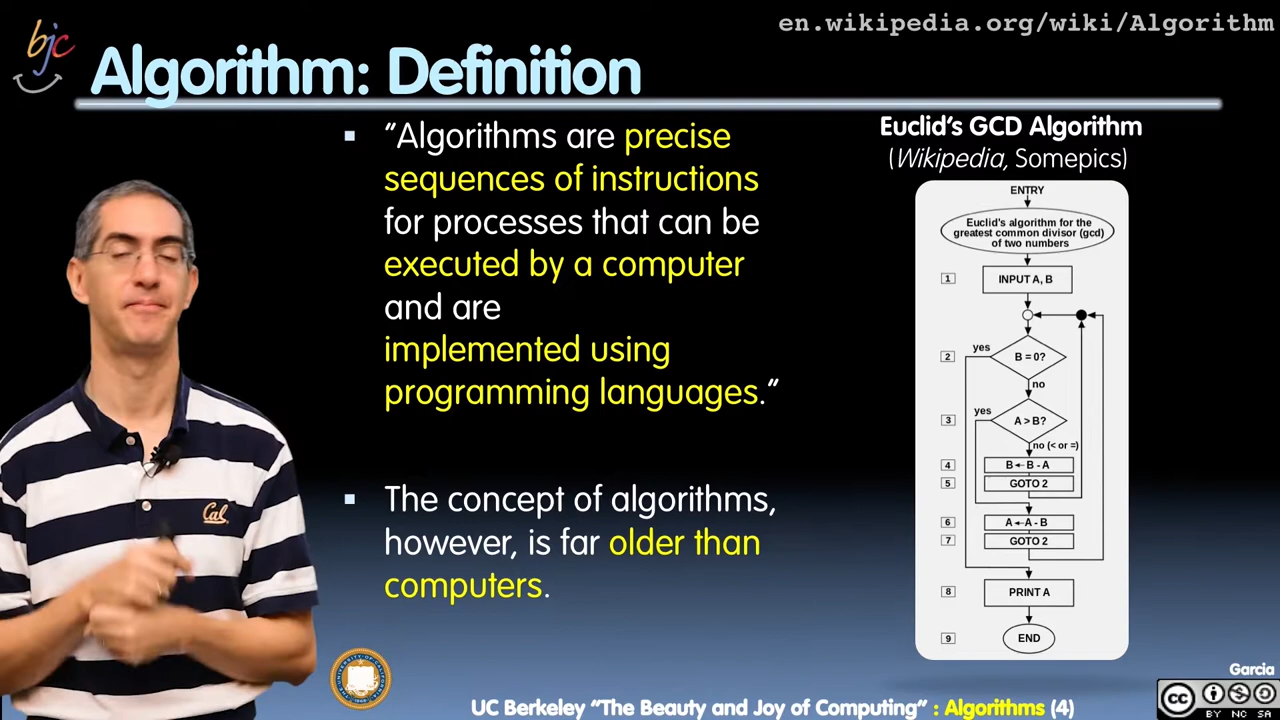 en.wikipedia.org/wiki/Algorithm
bjc
Algorithm: Definition
▪ “Algorithms are precise
sequences of instructions
for processes that can be
executed by a computer
and are
implemented using
programming languages.”
▪ The concept of algorithms,
however, is far older than
computers.
Euclid’s GCD Algorithm
(Wikipedia, Somepics)
ENTRY
Euclid's algorithm for the
greatest common divisor (gcd)
of two numbers
1 INPUT A, B
yes
2 B = 0?
no
yes
3 A > B?
no (< or =)
4 B←B - A
5 GOTO 2
6 A←A - B
7 GOTO 2
8 PRINT A
9 END
Cal
Garcia
UC Berkeley “The Beauty and Joy of Computing” : Algorithms (4)
cc
BY NC SA